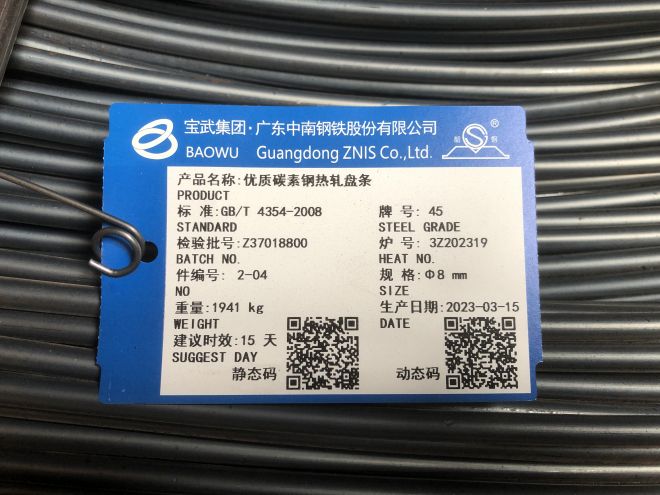 宝武集团·广东中南钢铁股份有限公司
BAOWU Guangdong ZNIS Co.,Ltd.
®
产品名称:优质碳素钢热轧盘条
PRODUCT
标 准:GB/T 4354-2008 牌 号: 45
STANDARD STEEL GRADE
检验批号:Z37018800 炉 号: 3Z202319
BATCH NO. HEAT NO.
件编号: 2-04 规 格:Φ8 mm
NO SIZE
重量:1941 kg 生产日期:2023-03-15
WEIGHT DATE
建议时效:15 天
SUGGEST DAY
静态码 动态码